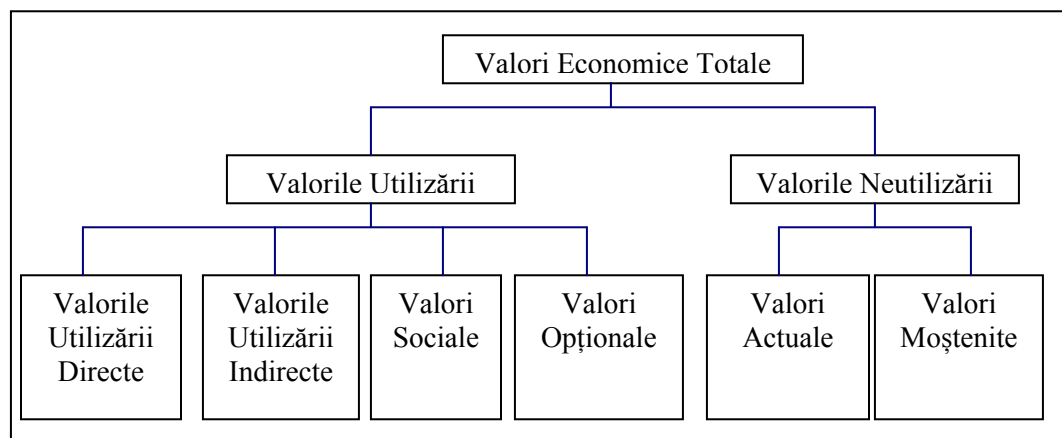 Valori Economice Totale
Valorile Utilizării
Valorile Neutilizării
Valorile
Utilizării
Directe
Valorile
Utilizării
Indirecte
Valori
Sociale
Valori
Opționale
Valori
Actuale
Valori
Moștenite